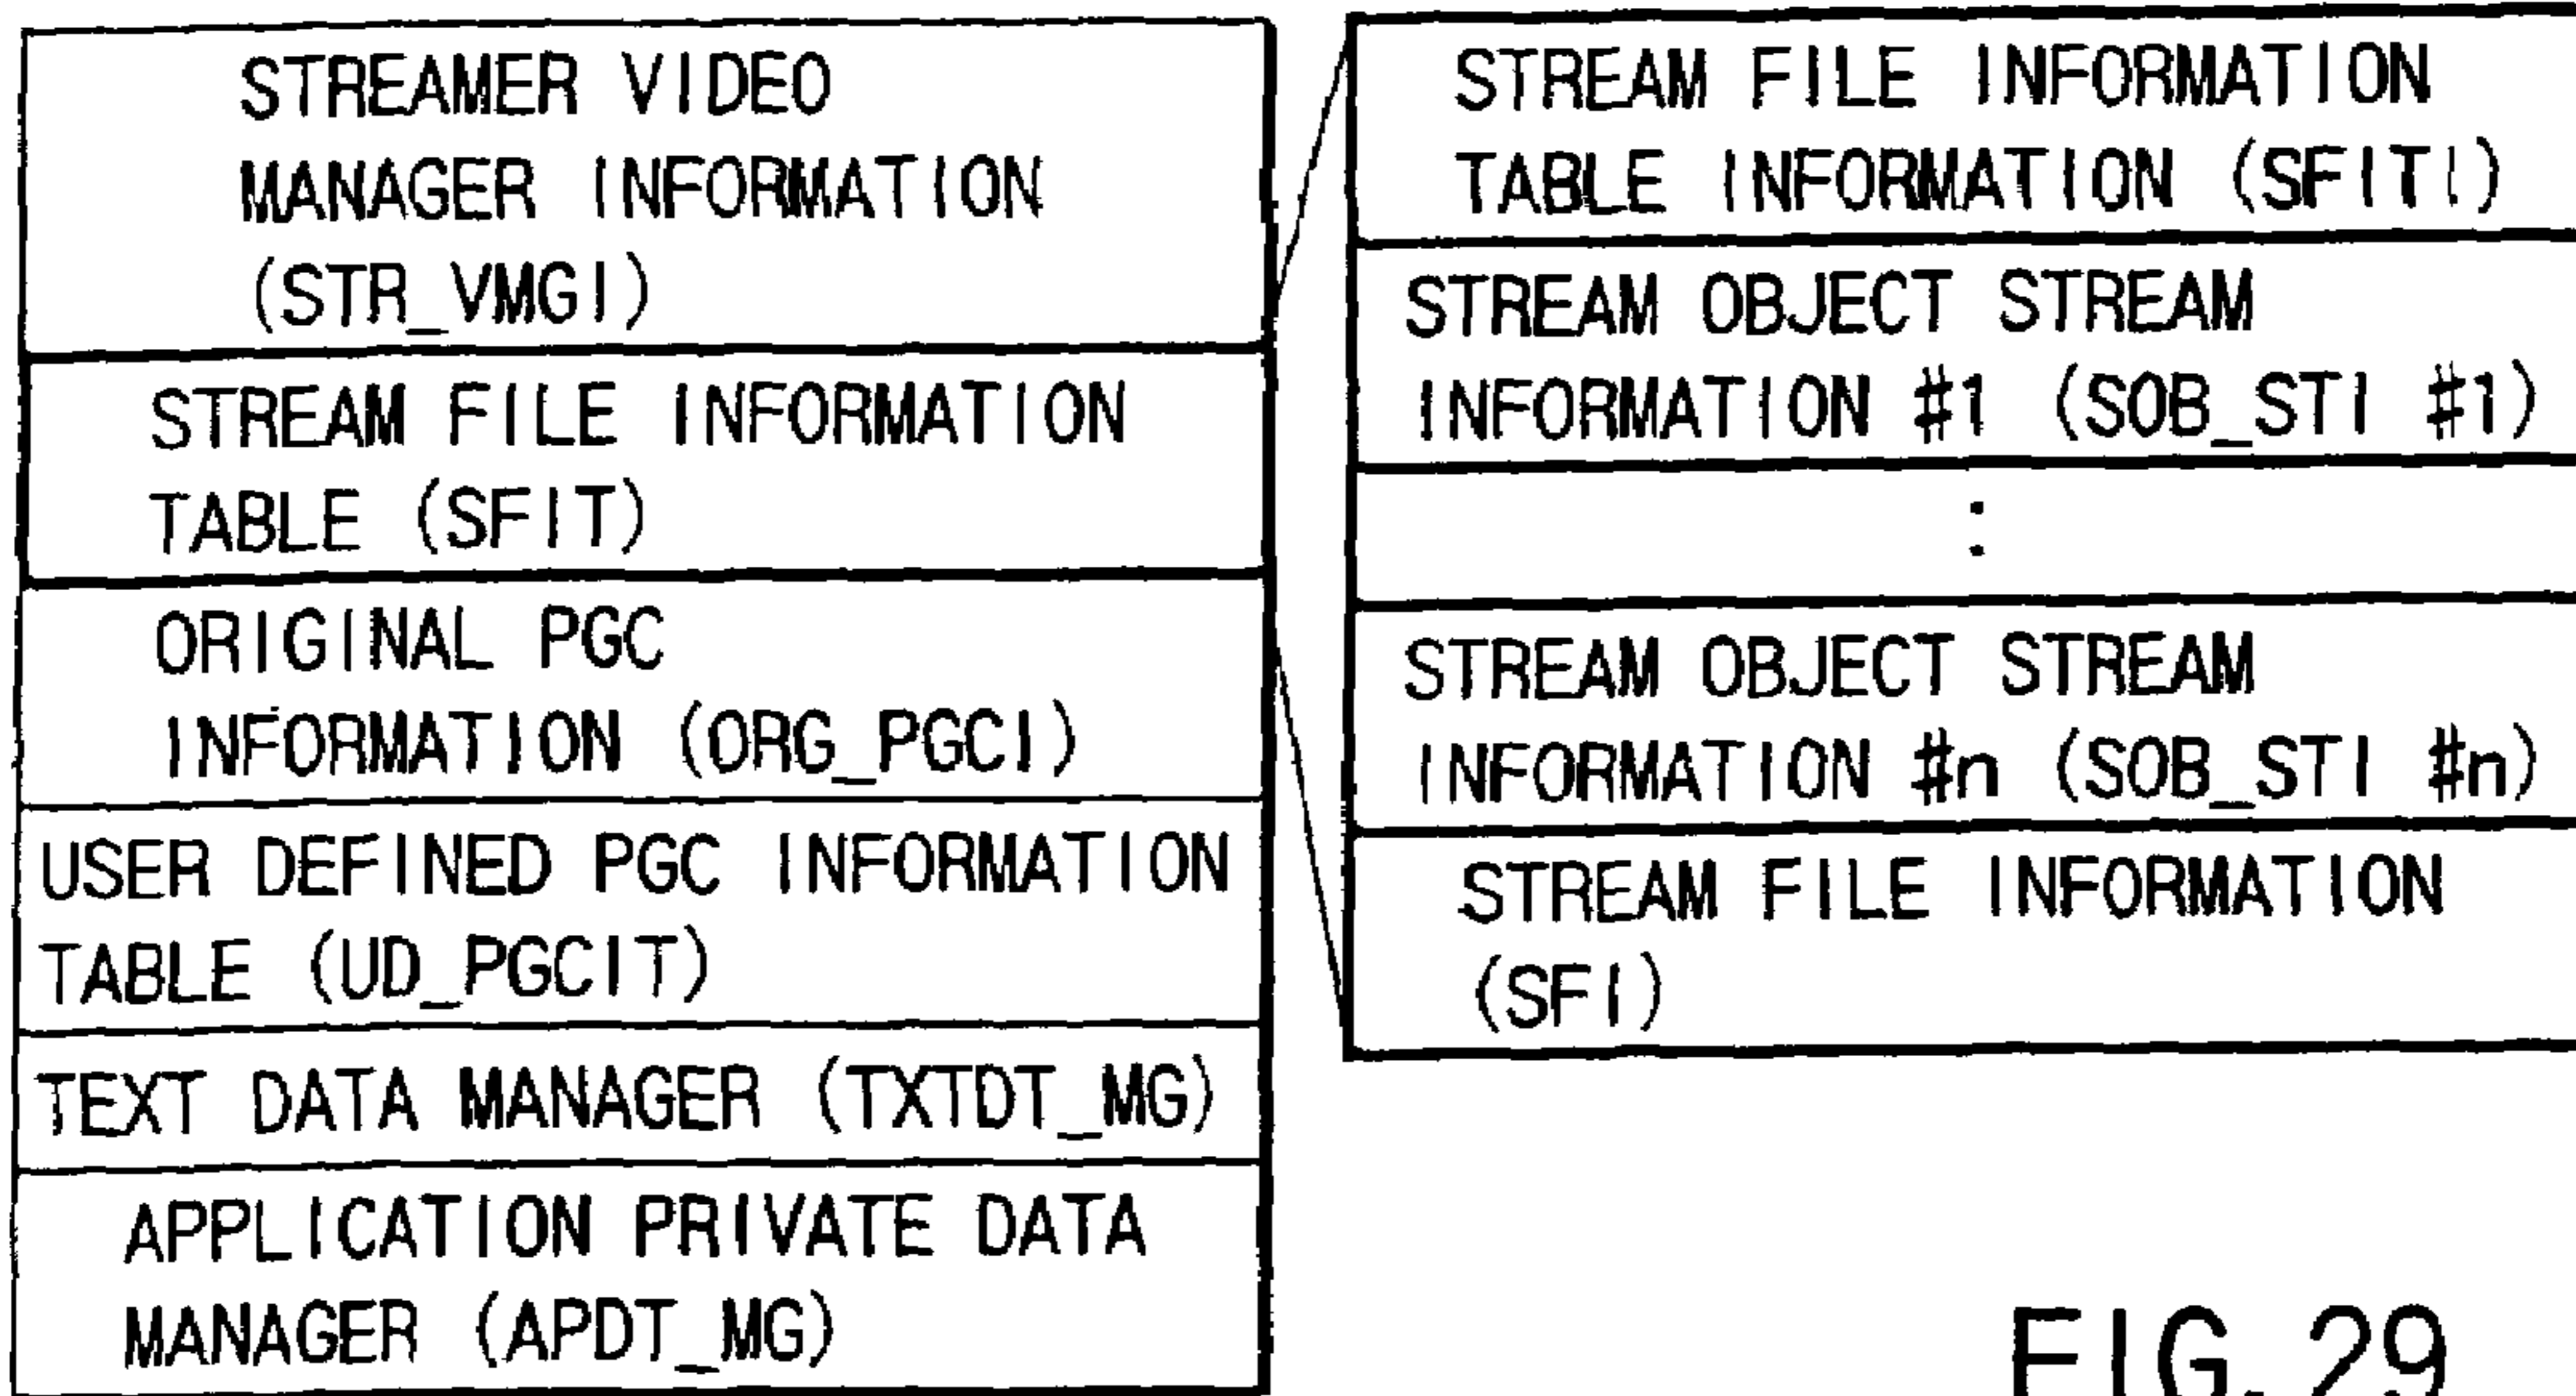 STREAMER VIDEO
MANAGER INFORMATION
(STR_VMGI)
STREAM FILE INFORMATION
TABLE (SFIT)
ORIGINAL PGC
INFORMATION (ORG_PGCI)
USER DEFINED PGC INFORMATION
TABLE (UD_PGCIT)
TEXT DATA MANAGER (TXTDT_MG)
APPLICATION PRIVATE DATA
MANAGER (APDT_MG)
STREAM FILE INFORMATION
TABLE INFORMATION (SFITI)
STREAM OBJECT STREAM
INFORMATION #1 (SOB_STI #1)
:
STREAM OBJECT STREAM
INFORMATION #n (SOB_STI #n)
STREAM FILE INFORMATION
(SFI)
FIG. 29